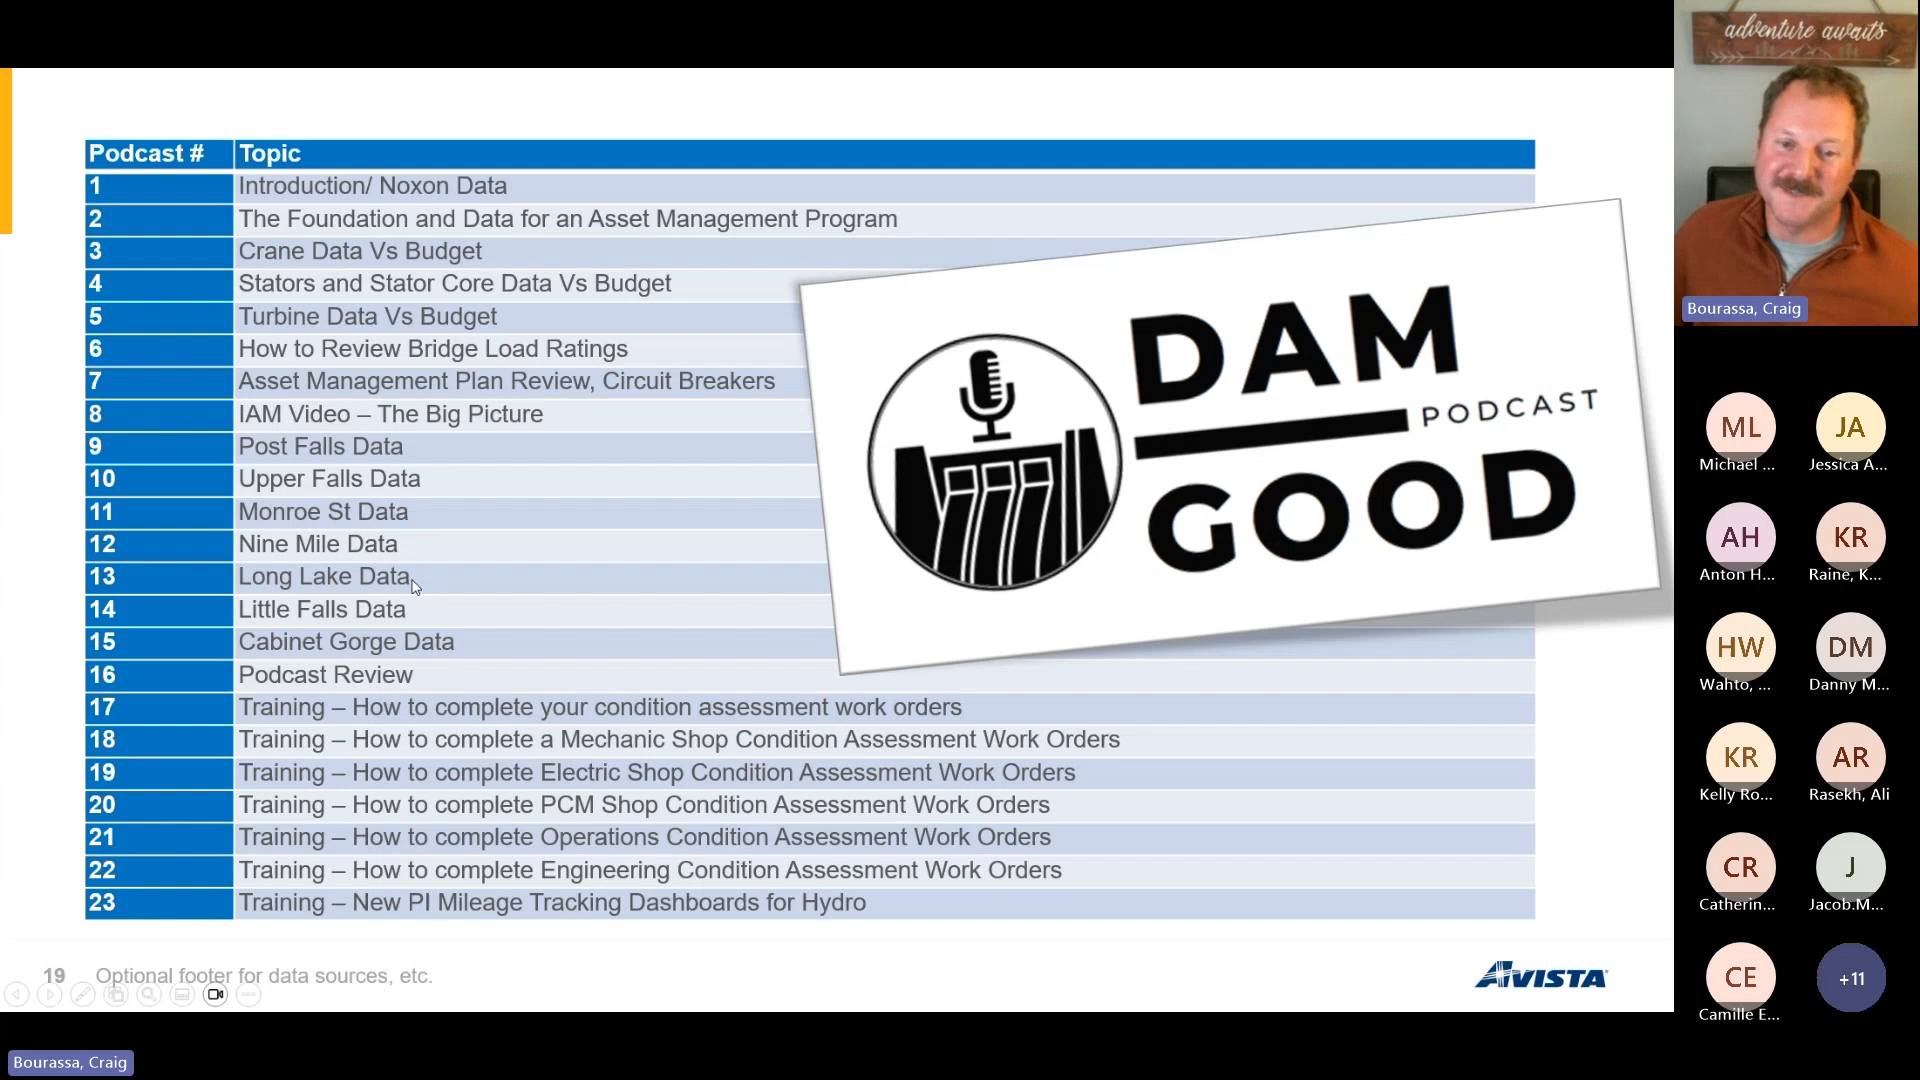 Podcast # Topic
1 Introduction/ Noxon Data
2 The Foundation and Data for an Asset Management Program
3 Crane Data Vs Budget
4 Stators and Stator Core Data Vs Budget
5 Turbine Data Vs Budget
6 How to Review Bridge Load Ratings
7 Asset Management Plan Review, Circuit Breakers
8 IAM Video – The Big Picture
9 Post Falls Data
10 Upper Falls Data
11 Monroe St Data
12 Nine Mile Data
13 Long Lake Data
14 Little Falls Data
15 Cabinet Gorge Data
16 Podcast Review
17 Training – How to complete your condition assessment work orders
18 Training – How to complete a Mechanic Shop Condition Assessment Work Orders
19 Training – How to complete Electric Shop Condition Assessment Work Orders
20 Training – How to complete PCM Shop Condition Assessment Work Orders
21 Training – How to complete Operations Condition Assessment Work Orders
22 Training – How to complete Engineering Condition Assessment Work Orders
23 Training – New PI Mileage Tracking Dashboards for Hydro
DAM
PODCAST
GOOD
19 Optional footer for data sources, etc.
AVISTA
Bourassa, Craig
adventure awaits
Bourassa, Craig
ML JA
Michael ... Jessica A...
AH KR
Anton H... Raine, K...
HW DM
Wahto, ... Danny M...
KR AR
Kelly Ro... Rasekh, Ali
CR J
Catherin... Jacob.M...
CE +11
Camille E...